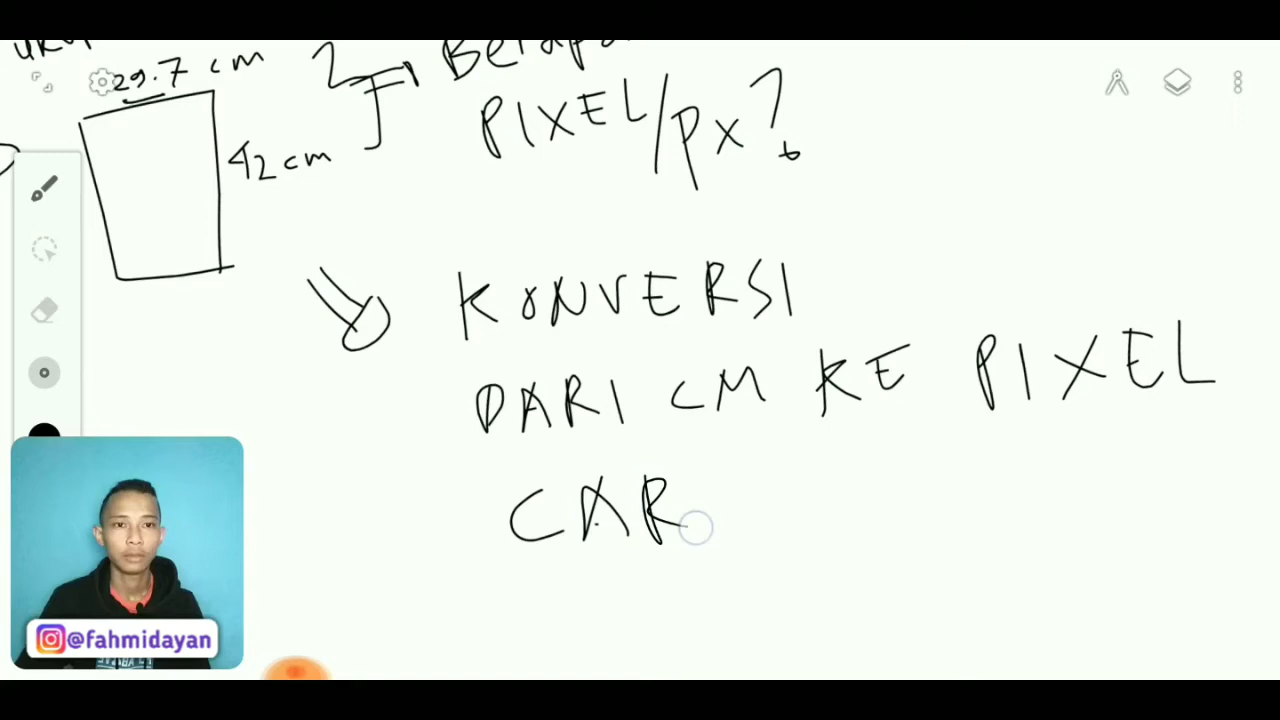 29.7 cm
42 cm
PIXEL/px?
KONVERSI
DARI CM KE PIXEL
CAR
@fahmidayan